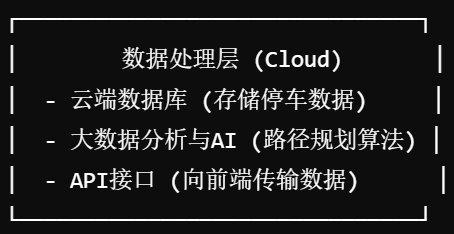 数据处理层 (Cloud)
- 云端数据库 (存储停车数据)
- 大数据分析与AI (路径规划算法)
- API接口 (向前端传输数据)